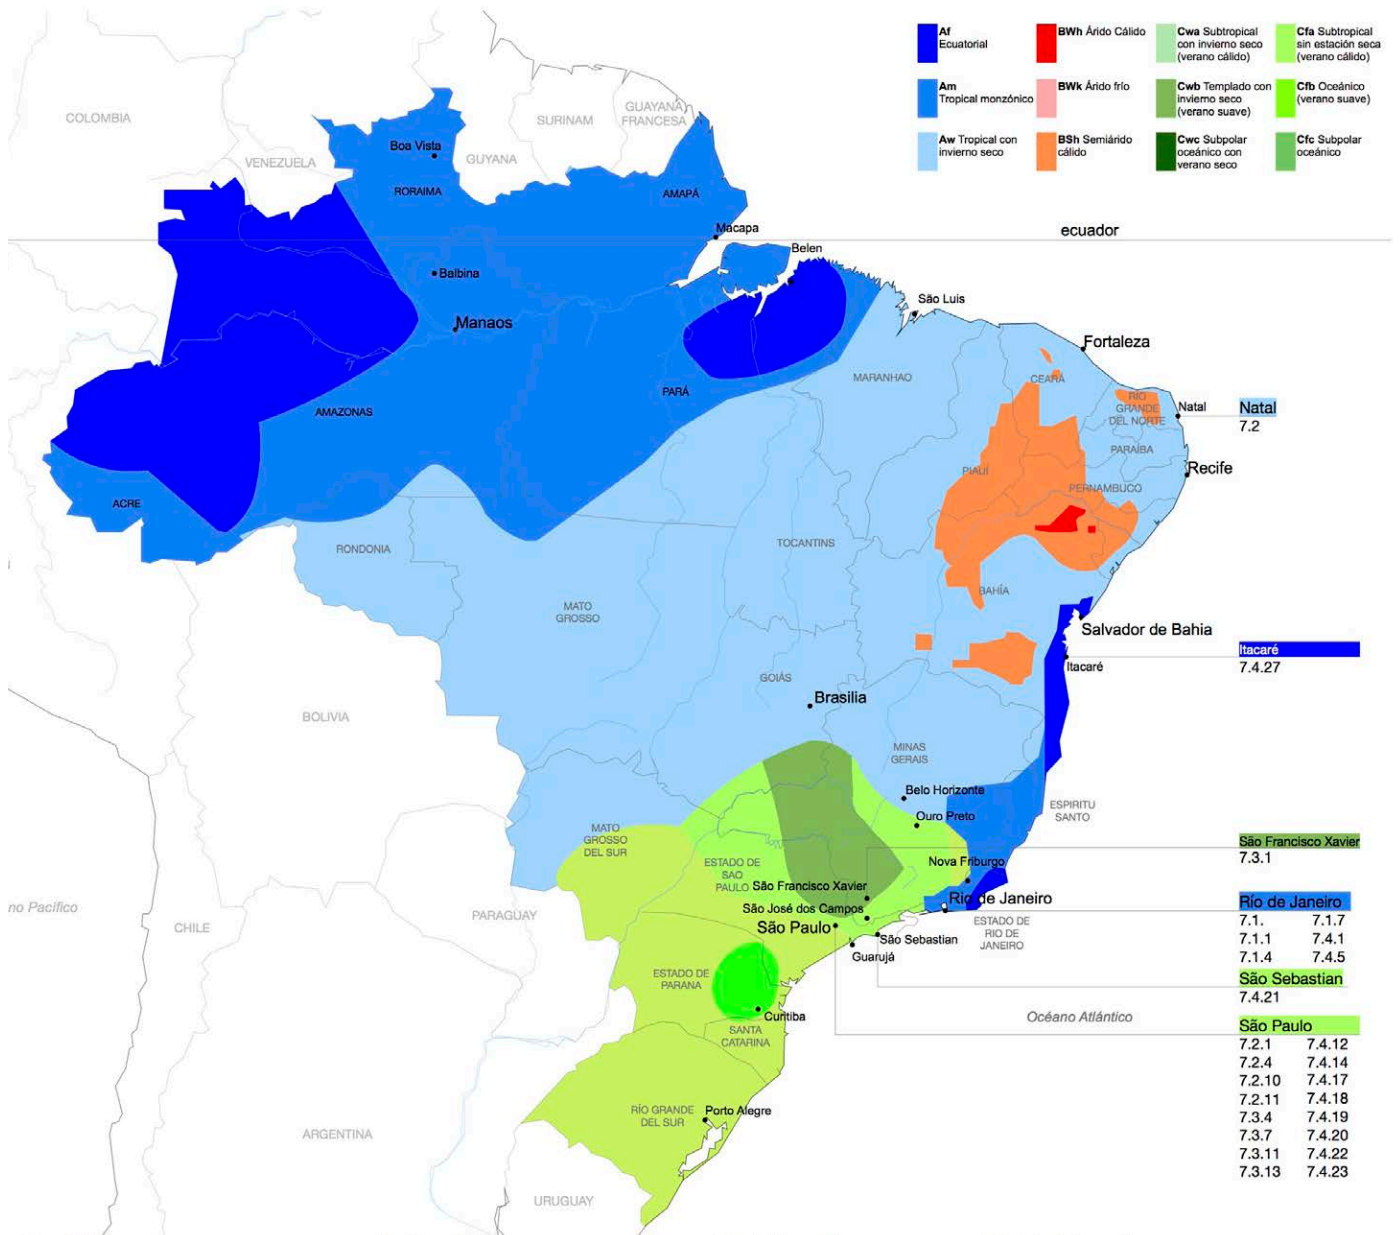 Af
Ecuatorial
BWh Árido Cálido
Cwa Subtropical
con invierno seco
(verano cálido)
Cfa Subtropical
sin estación seca
(verano cálido)
Am
Tropical monzónico
BWk Árido frío
Cwb Templado con
invierno seco
(verano suave)
Cfb Oceánico
(verano suave)
Aw Tropical con
invierno seco
BSh Semiárido
cálido
Cwc Subpolar
oceánico con
verano seco
Cfc Subpolar
oceánico
COLOMBIA
VENEZUELA
GUYANA
SURINAM
GUAYANA
FRANCESA
Boa Vista
RORAIMA
AMAPÁ
Macapa
ecuador
Belen
Balbina
Manaos
São Luis
Fortaleza
MARANHAO
CEARÁ
PARÁ
AMAZONAS
RIO
GRANDE
DEL NORTE
Natal
Natal
7.2
PARAÍBA
Recife
PIAUÍ
PERNAMBUCO
ACRE
RONDONIA
TOCANTINS
MATO
GROSSO
BAHÍA
Salvador de Bahia
Itacaré
Itacaré
7.4.27
GOIÁS
Brasilia
BOLIVIA
MINAS
GERAIS
Belo Horizonte
Ouro Preto
ESPIRITU
SANTO
MATO
GROSSO
DEL SUR
ESTADO DE
SAO
PAULO
Nova Friburgo
São Francisco Xavier
São Francisco Xavier
7.3.1
São José dos Campos
Rio de Janeiro
Río de Janeiro
7.1. 7.1.7
7.1.1 7.4.1
7.1.4 7.4.5
no Pacífico
CHILE
PARAGUAY
São Paulo
São Sebastian
Guarujá
ESTADO DE
RIO DE
JANEIRO
São Sebastian
7.4.21
ESTADO DE
PARANA
Curitiba
SANTA
CATARINA
Océano Atlántico
São Paulo
7.2.1 7.4.12
7.2.4 7.4.14
7.2.10 7.4.17
7.2.11 7.4.18
7.3.4 7.4.19
7.3.7 7.4.20
7.3.11 7.4.22
7.3.13 7.4.23
RÍO GRANDE
DEL SUR
Porto Alegre
ARGENTINA
URUGUAY